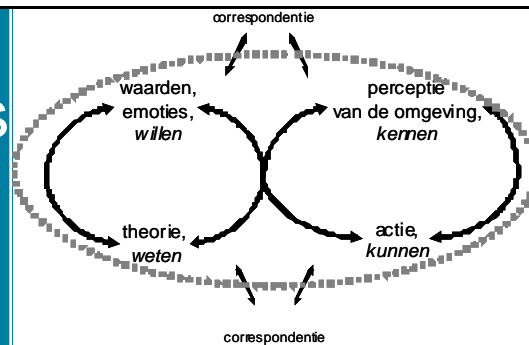 correspondentie
waarden,
emoties,
willen
perceptie
van de omgeving,
kennen
theorie,
weten
actie,
kunnen
correspondentie